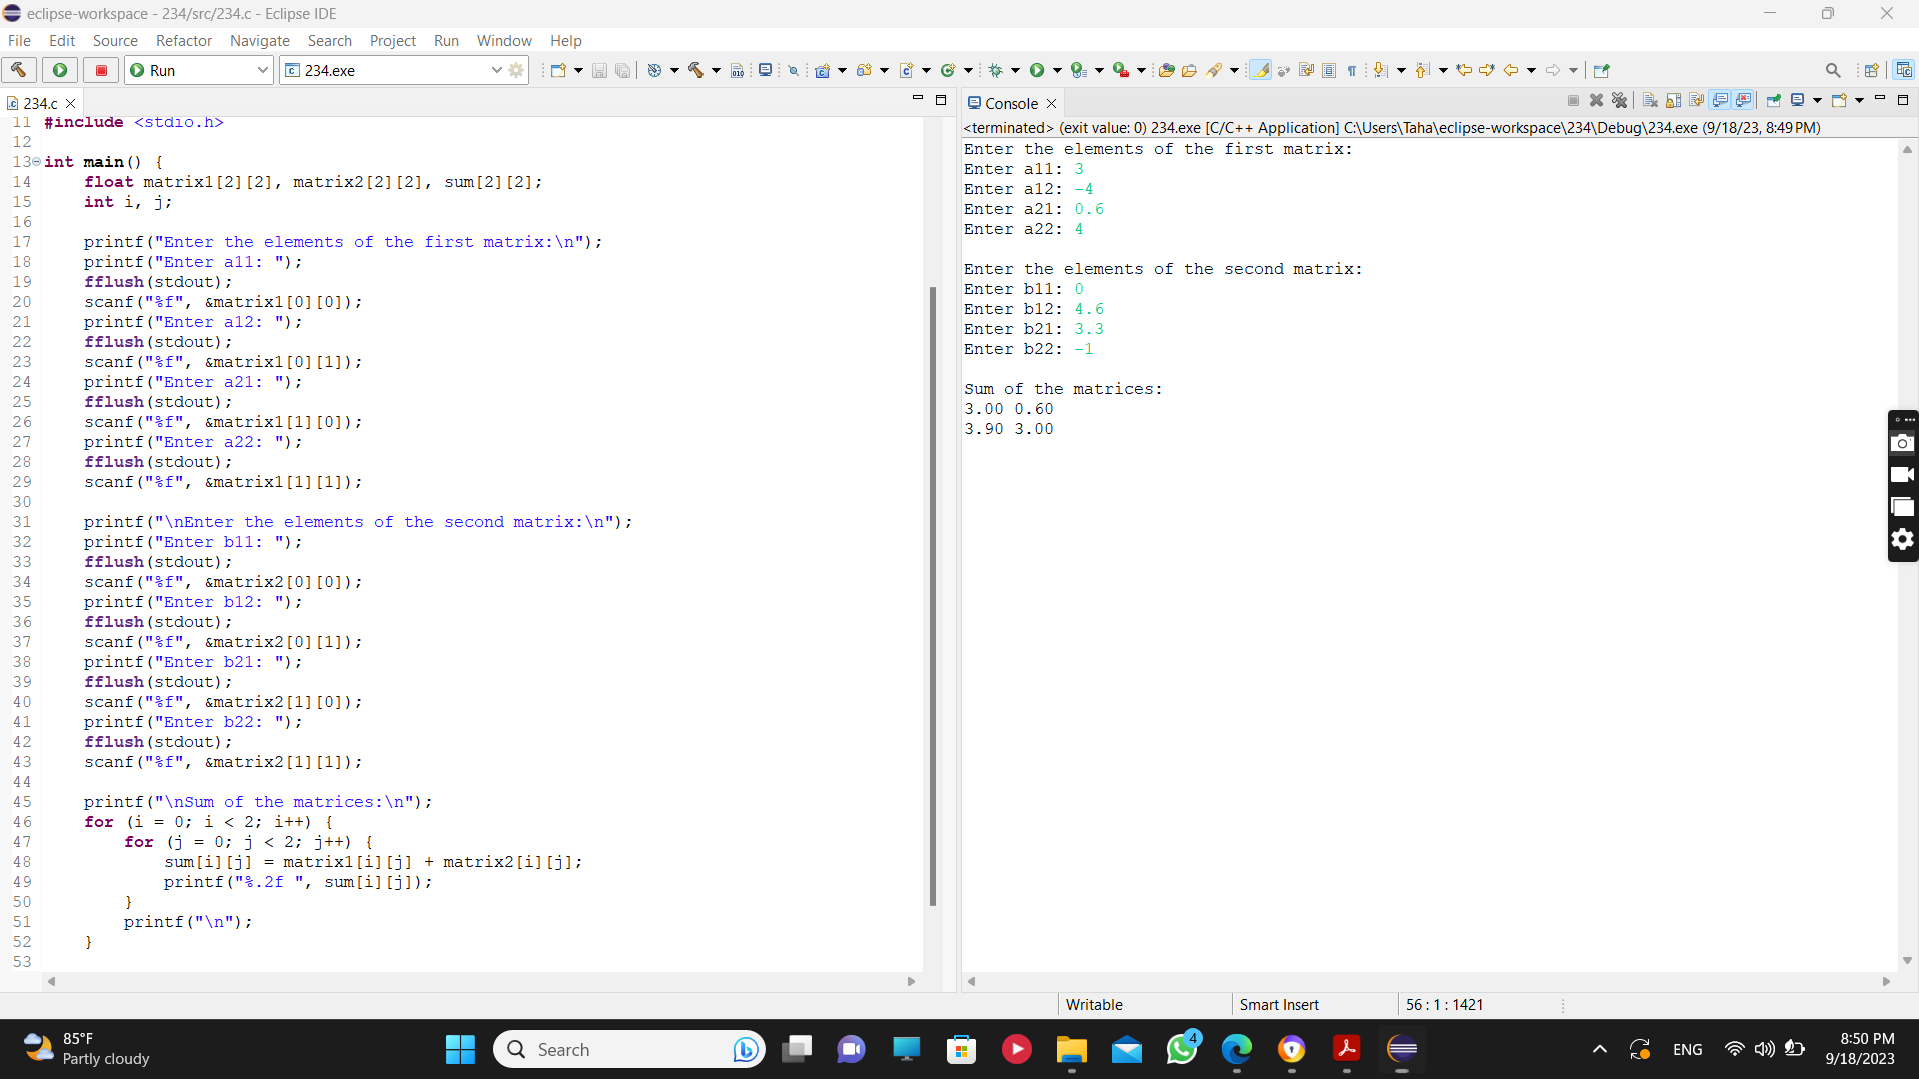 eclipse-workspace - 234/src/234.c - Eclipse IDE
File Edit Source Refactor Navigate Search Project Run Window Help
Run
234.exe
234.c
11 #include <stdio.h>
12
13 int main() {
14 float matrix1[2][2], matrix2[2][2], sum[2][2];
15 int i, j;
16
17 printf("Enter the elements of the first matrix:\n");
18 printf("Enter a11: ");
19 fflush(stdout);
20 scanf("%f", &matrix1[0][0]);
21 printf("Enter a12: ");
22 fflush(stdout);
23 scanf("%f", &matrix1[0][1]);
24 printf("Enter a21: ");
25 fflush(stdout);
26 scanf("%f", &matrix1[1][0]);
27 printf("Enter a22: ");
28 fflush(stdout);
29 scanf("%f", &matrix1[1][1]);
30
31 printf("\nEnter the elements of the second matrix:\n");
32 printf("Enter b11: ");
33 fflush(stdout);
34 scanf("%f", &matrix2[0][0]);
35 printf("Enter b12: ");
36 fflush(stdout);
37 scanf("%f", &matrix2[0][1]);
38 printf("Enter b21: ");
39 fflush(stdout);
40 scanf("%f", &matrix2[1][0]);
41 printf("Enter b22: ");
42 fflush(stdout);
43 scanf("%f", &matrix2[1][1]);
44
45 printf("\nSum of the matrices:\n");
46 for (i = 0; i < 2; i++) {
47 for (j = 0; j < 2; j++) {
48 sum[i][j] = matrix1[i][j] + matrix2[i][j];
49 printf("%.2f ", sum[i][j]);
50 }
51 printf("\n");
52 }
53
Console
<terminated> (exit value: 0) 234.exe [C/C++ Application] C:\Users\Taha\eclipse-workspace\234\Debug\234.exe (9/18/23, 8:49 PM)
Enter the elements of the first matrix:
Enter a11: 3
Enter a12: -4
Enter a21: 0.6
Enter a22: 4
Enter the elements of the second matrix:
Enter b11: 0
Enter b12: 4.6
Enter b21: 3.3
Enter b22: -1
Sum of the matrices:
3.00 0.60
3.90 3.00
Writable
Smart Insert
56 : 1 : 1421
85°F
Partly cloudy
Search
4
ENG
8:50 PM
9/18/2023